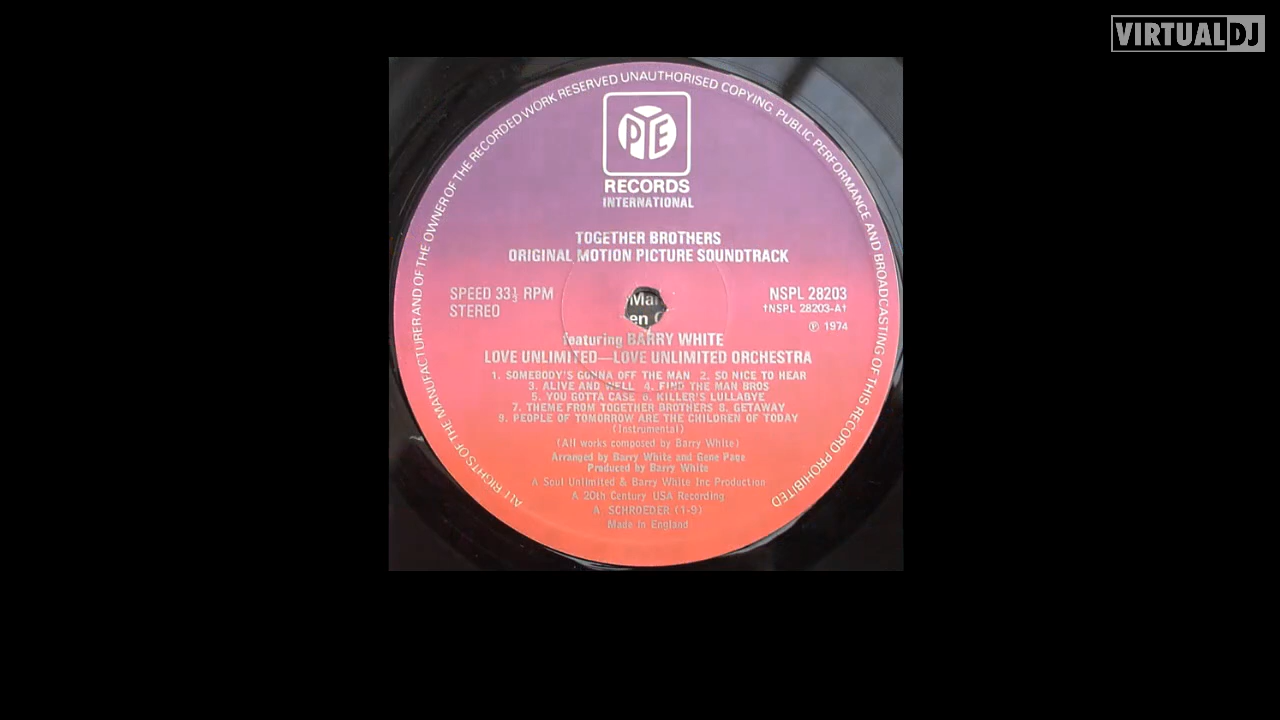 VIRTUALDJ
ALL RIGHTS OF THE MANUFACTURER AND OF THE OWNER OF THE RECORDED WORK RESERVED UNAUTHORISED COPYING, PUBLIC PERFORMANCE AND BROADCASTING OF THIS RECORD PROHIBITED
PYE
RECORDS
INTERNATIONAL
TOGETHER BROTHERS
ORIGINAL MOTION PICTURE SOUNDTRACK
SPEED 33⅓ RPM
STEREO
NSPL 28203
†NSPL 28203-A†
℗ 1974
Mar
en
featuring BARRY WHITE
LOVE UNLIMITED—LOVE UNLIMITED ORCHESTRA
1. SOMEBODY'S GONNA OFF THE MAN 2. SO NICE TO HEAR
3. ALIVE AND WELL 4. FIND THE MAN BROS
5. YOU GOTTA CASE 6. KILLER'S LULLABYE
7. THEME FROM TOGETHER BROTHERS 8. GETAWAY
9. PEOPLE OF TOMORROW ARE THE CHILDREN OF TODAY
(Instrumental)
(All works composed by Barry White)
Arranged by Barry White and Gene Page
Produced by Barry White
A Soul Unlimited & Barry White Inc Production
A 20th Century USA Recording
A. SCHROEDER (1-9)
Made in England